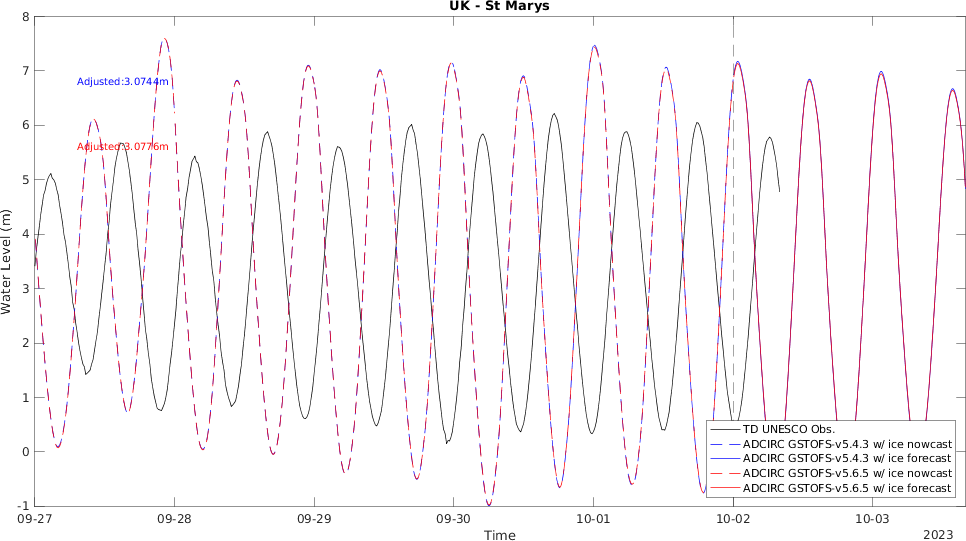 UK - St Marys
8
7
6
5
4
3
2
1
0
-1
Water Level (m)
Adjusted:3.0744m
Adjusted:3.0776m
TD UNESCO Obs.
ADCIRC GSTOFS-v5.4.3 w/ ice nowcast
ADCIRC GSTOFS-v5.4.3 w/ ice forecast
ADCIRC GSTOFS-v5.6.5 w/ ice nowcast
ADCIRC GSTOFS-v5.6.5 w/ ice forecast
09-27 09-28 09-29 09-30 10-01 10-02 10-03
Time
2023